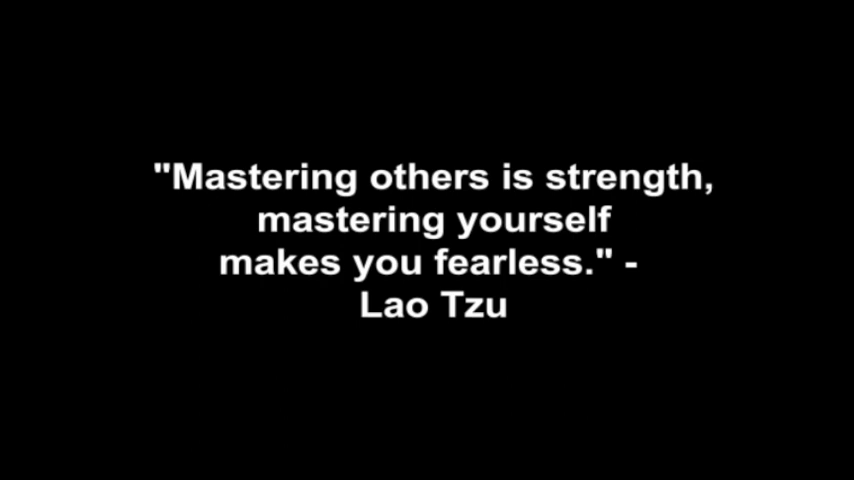 "Mastering others is strength,
mastering yourself
makes you fearless." -
Lao Tzu